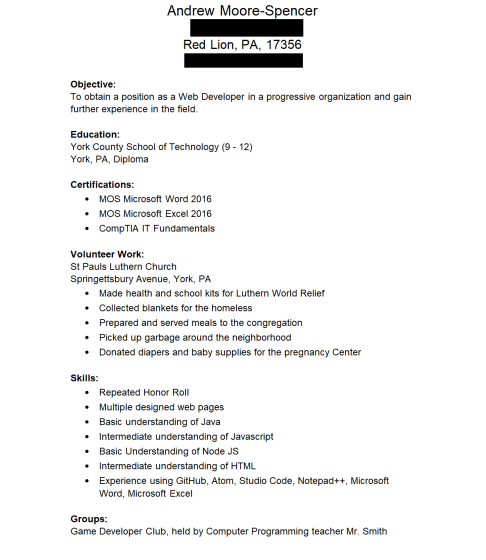 Andrew Moore-Spencer
Red Lion, PA, 17356
Objective:
To obtain a position as a Web Developer in a progressive organization and gain
further experience in the field.
Education:
York County School of Technology (9 - 12)
York, PA, Diploma
Certifications:
• MOS Microsoft Word 2016
• MOS Microsoft Excel 2016
• CompTIA IT Fundamentals
Volunteer Work:
St Pauls Luthern Church
Springettsbury Avenue, York, PA
• Made health and school kits for Luthern World Relief
• Collected blankets for the homeless
• Prepared and served meals to the congregation
• Picked up garbage around the neighborhood
• Donated diapers and baby supplies for the pregnancy Center
Skills:
• Repeated Honor Roll
• Multiple designed web pages
• Basic understanding of Java
• Intermediate understanding of Javascript
• Basic Understanding of Node JS
• Intermediate understanding of HTML
• Experience using GitHub, Atom, Studio Code, Notepad++, Microsoft
Word, Microsoft Excel
Groups:
Game Developer Club, held by Computer Programming teacher Mr. Smith